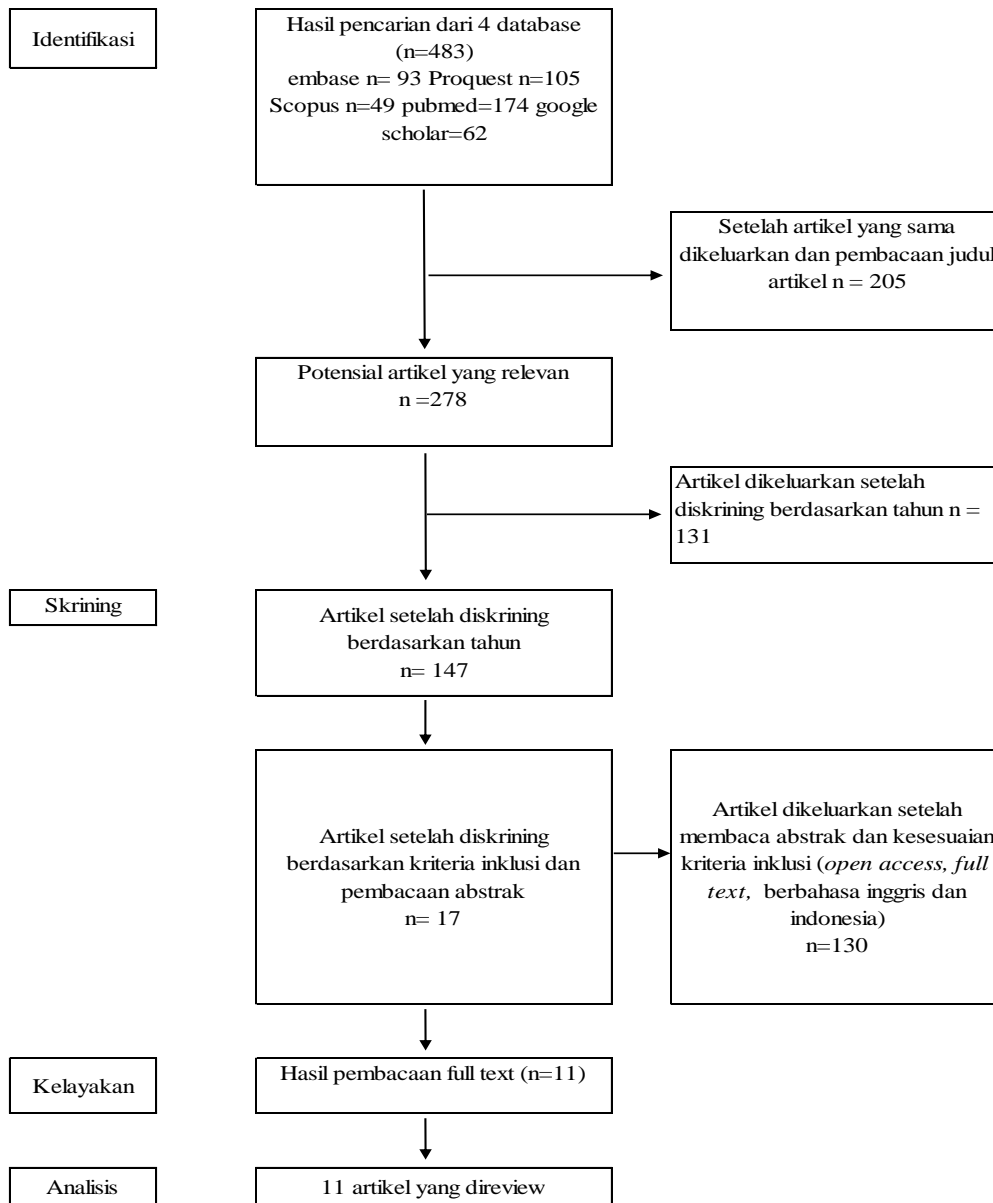 Identifikasi
Hasil pencarian dari 4 database
(n=483)
embase n= 93 Proquest n=105
Scopus n=49 pubmed=174 google
scholar=62
Setelah artikel yang sama
dikeluarkan dan pembacaan judul
artikel n = 205
Potensial artikel yang relevan
n =278
Artikel dikeluarkan setelah
diskrining berdasarkan tahun n =
131
Skrining
Artikel setelah diskrining
berdasarkan tahun
n= 147
Artikel setelah diskrining
berdasarkan kriteria inklusi dan
pembacaan abstrak
n= 17
Artikel dikeluarkan setelah
membaca abstrak dan kesesuaian
kriteria inklusi (open access, full
text, berbahasa inggris dan
indonesia)
n=130
Kelayakan
Hasil pembacaan full text (n=11)
Analisis
11 artikel yang direview